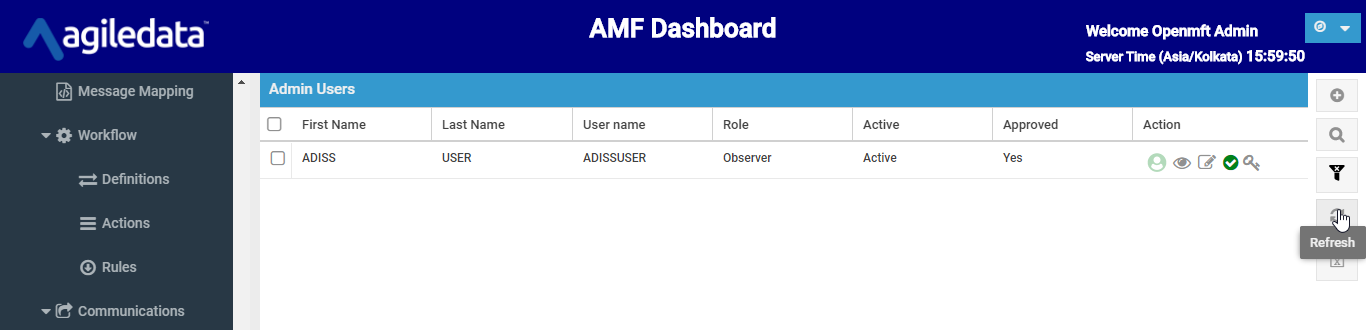 agiledata™
AMF Dashboard
Welcome Openmft Admin
Server Time (Asia/Kolkata) 15:59:50
Message Mapping
Workflow
Definitions
Actions
Rules
Communications
Admin Users
First Name Last Name User name Role Active Approved Action
ADISS USER ADISSUSER Observer Active Yes
Refresh